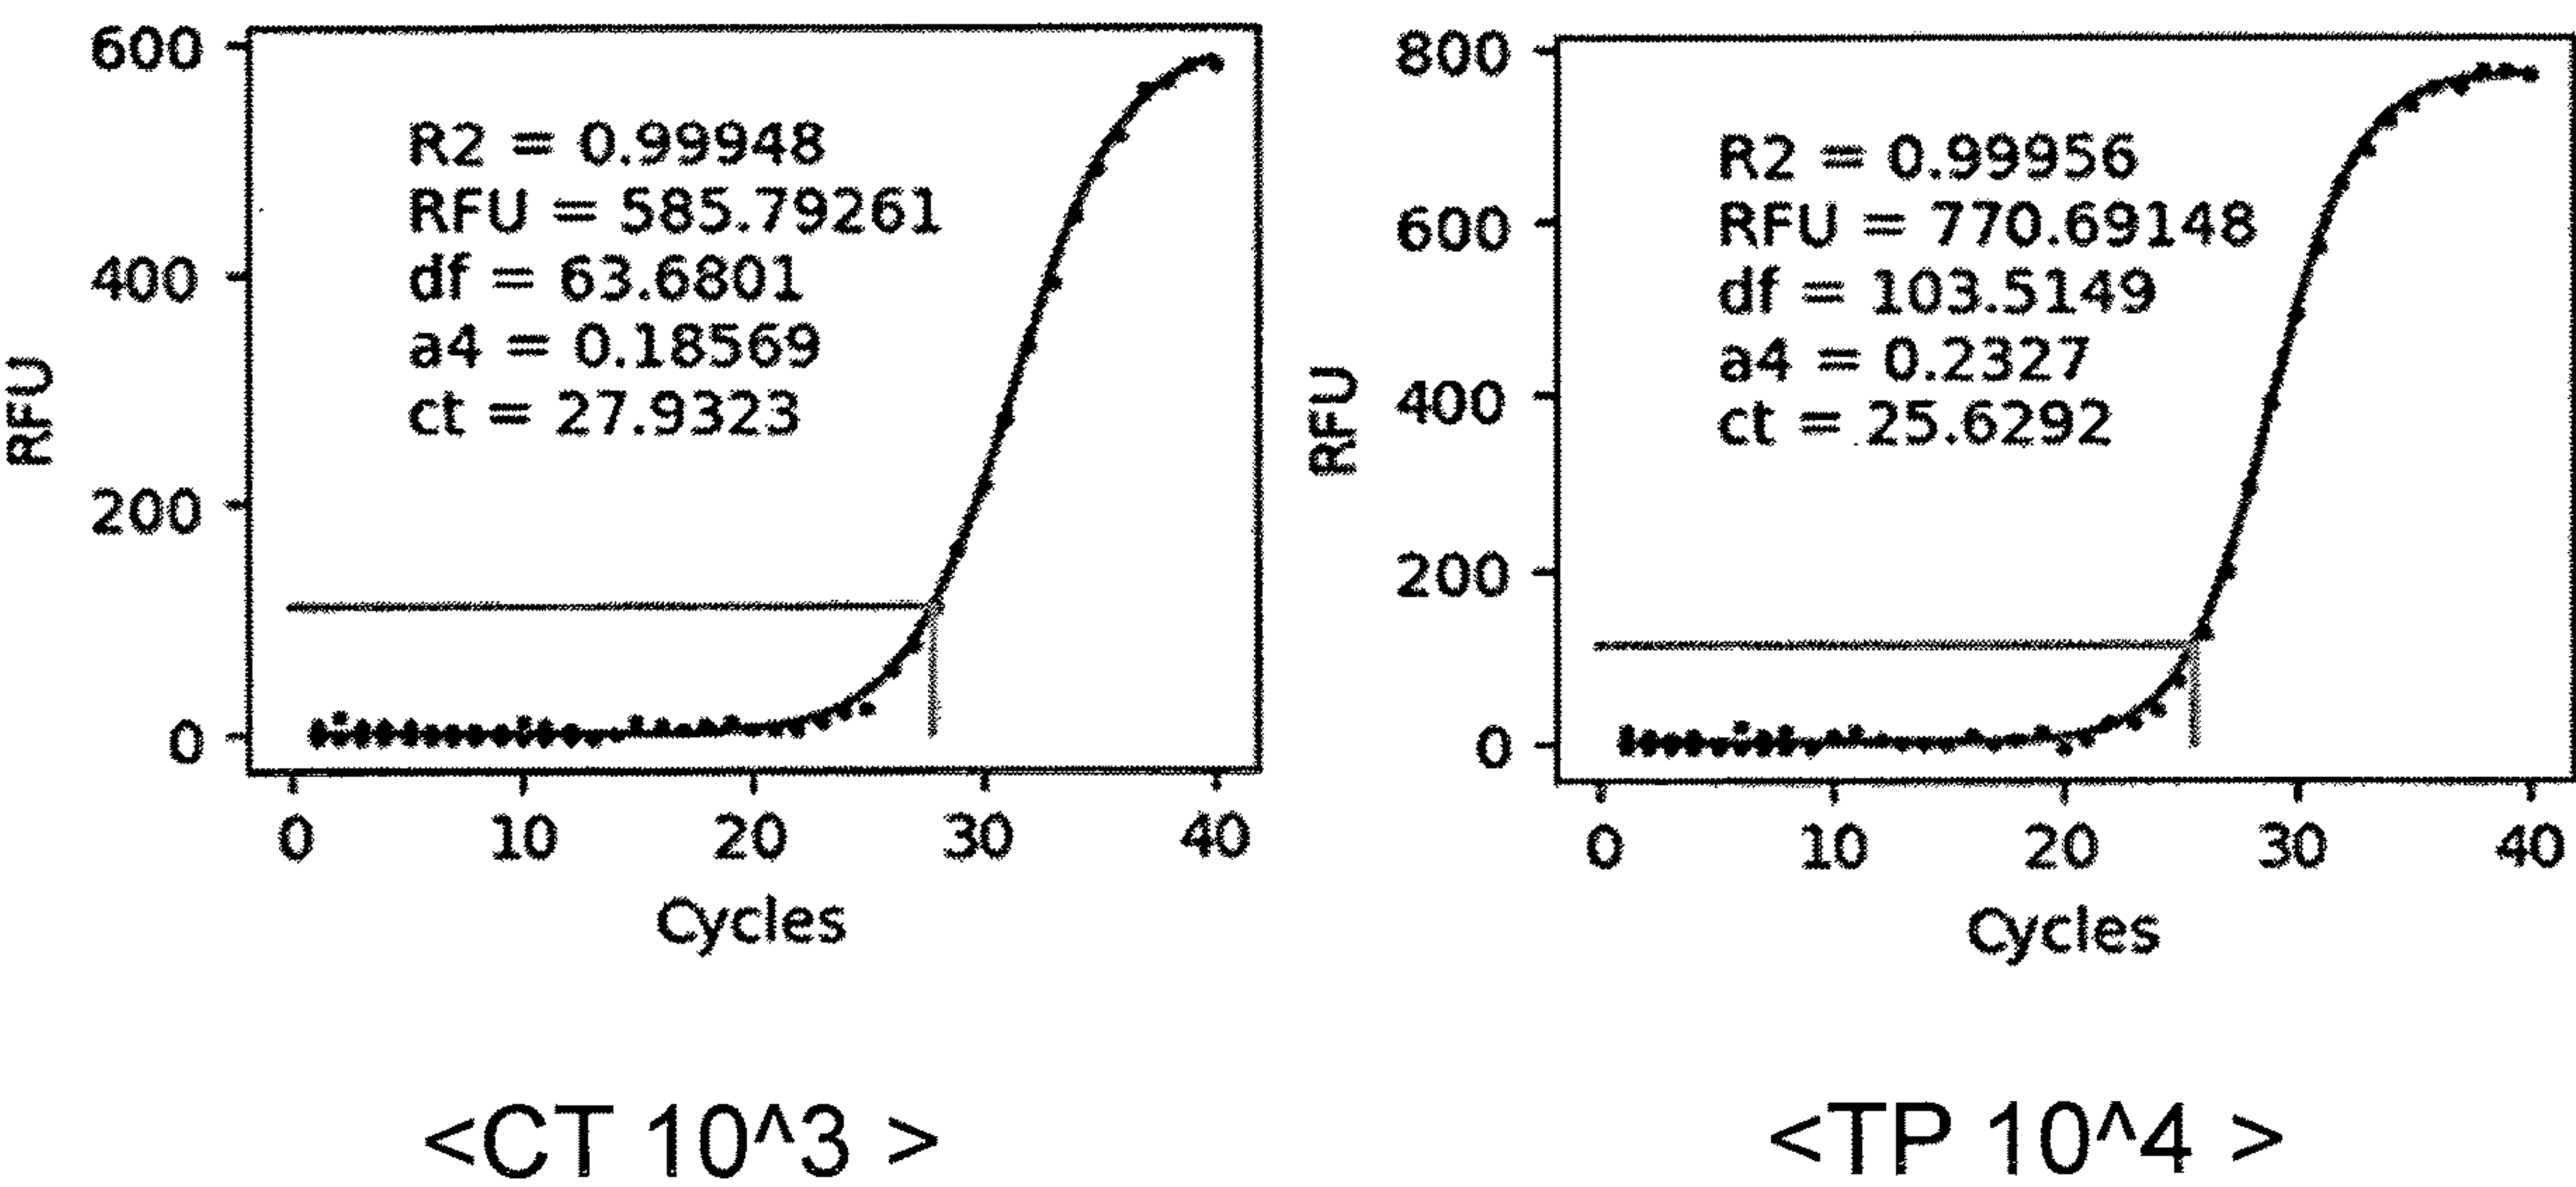 600
400
200
0
RFU
R2 = 0.99948
RFU = 585.79261
df = 63.6801
a4 = 0.18569
ct = 27.9323
0 10 20 30 40
Cycles
<CT 10^3 >
800
600
400
200
0
RFU
R2 = 0.99956
RFU = 770.69148
df = 103.5149
a4 = 0.2327
ct = 25.6292
0 10 20 30 40
Cycles
<TP 10^4 >